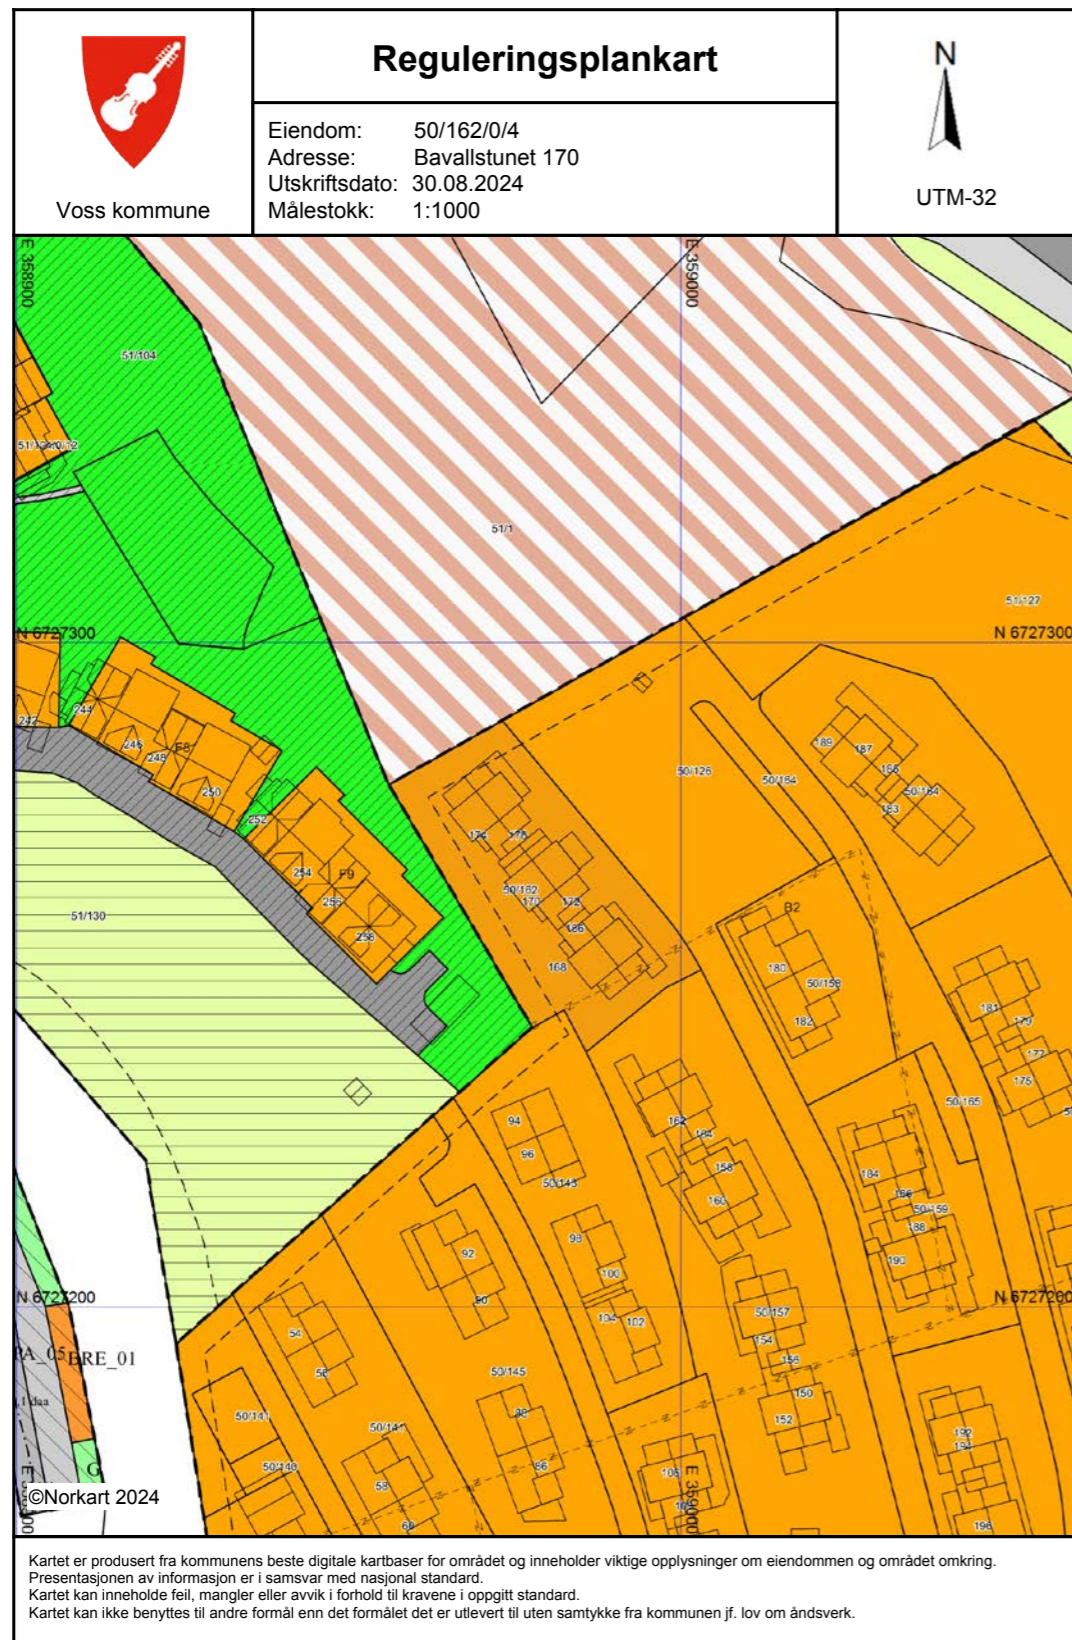 Reguleringsplankart
Voss kommune
Eiendom: 50/162/0/4
Adresse: Bavallstunet 170
Utskriftsdato: 30.08.2024
Målestokk: 1:1000
N
UTM-32
E 358900
E 359000
51/104
51/1
51/127
N 6727300
N 6727300
242
244
246
248
F8
250
252
254
F9
256
258
51/130
50/126
50/164
189
187
50/164
183
174
176
50/162
170
172
166
168
B2
180
50/158
182
181
179
177
175
50/165
94
96
50/143
162
164
158
160
184
186
50/159
188
190
92
90
98
100
104
102
50/157
154
156
150
152
N 6727200
N 6727200
54
56
BRE_01
50/145
50/141
50/141
88
86
50/140
58
60
106
192
194
196
G
E 359000
©Norkart 2024
Kartet er produsert fra kommunens beste digitale kartbaser for området og inneholder viktige opplysninger om eiendommen og området omkring.
Presentasjonen av informasjon er i samsvar med nasjonal standard.
Kartet kan inneholde feil, mangler eller avvik i forhold til kravene i oppgitt standard.
Kartet kan ikke benyttes til andre formål enn det formålet det er utlevert til uten samtykke fra kommunen jf. lov om åndsverk.